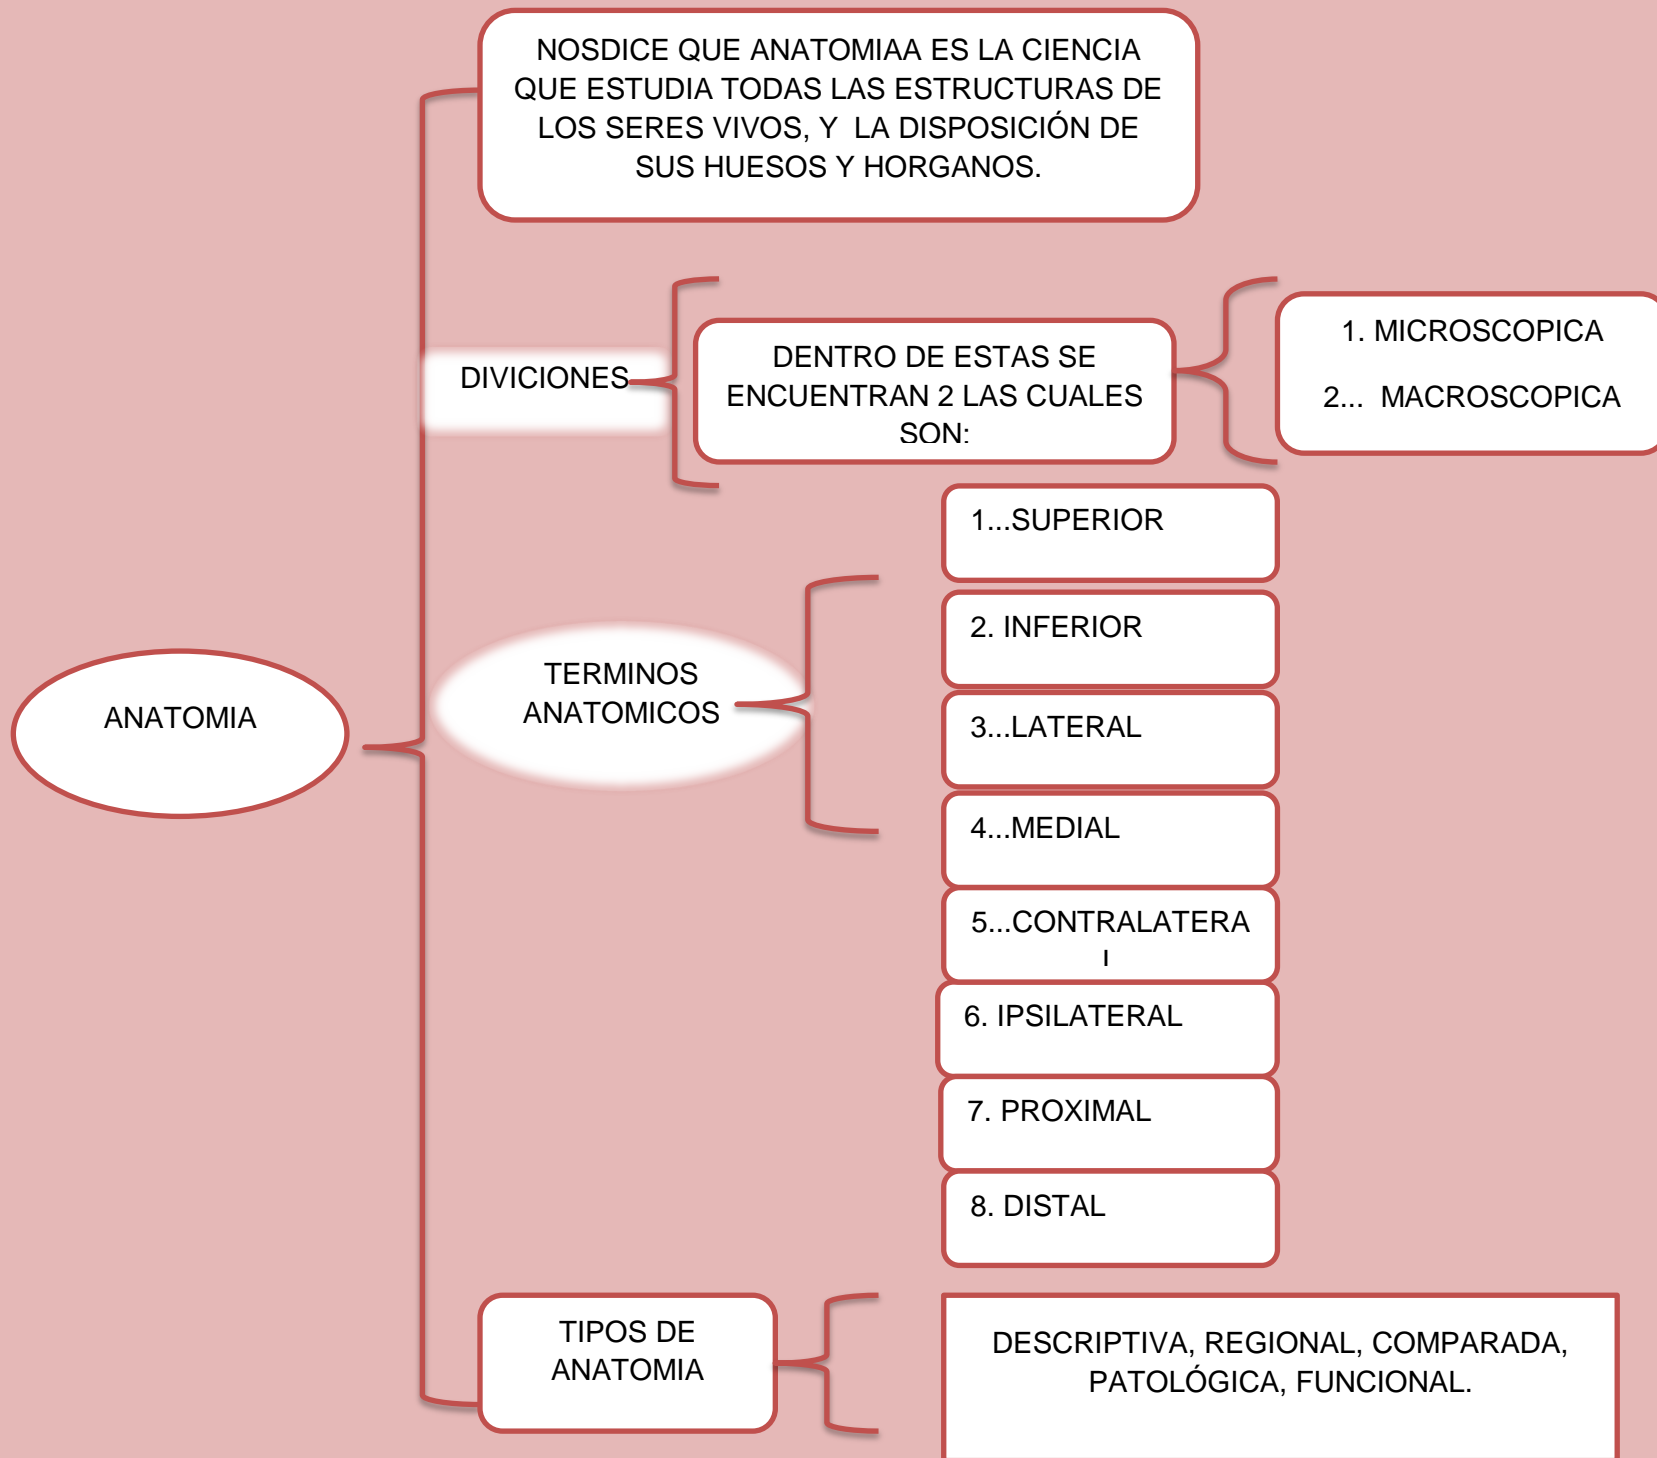 NOSDICE QUE ANATOMIAA ES LA CIENCIA
QUE ESTUDIA TODAS LAS ESTRUCTURAS DE
LOS SERES VIVOS, Y LA DISPOSICIÓN DE
SUS HUESOS Y HORGANOS.
DIVICIONES
DENTRO DE ESTAS SE
ENCUENTRAN 2 LAS CUALES
SON:
1. MICROSCOPICA
2... MACROSCOPICA
ANATOMIA
TERMINOS
ANATOMICOS
1...SUPERIOR
2. INFERIOR
3...LATERAL
4...MEDIAL
5...CONTRALATERA
L
6. IPSILATERAL
7. PROXIMAL
8. DISTAL
TIPOS DE
ANATOMIA
DESCRIPTIVA, REGIONAL, COMPARADA,
PATOLÓGICA, FUNCIONAL.